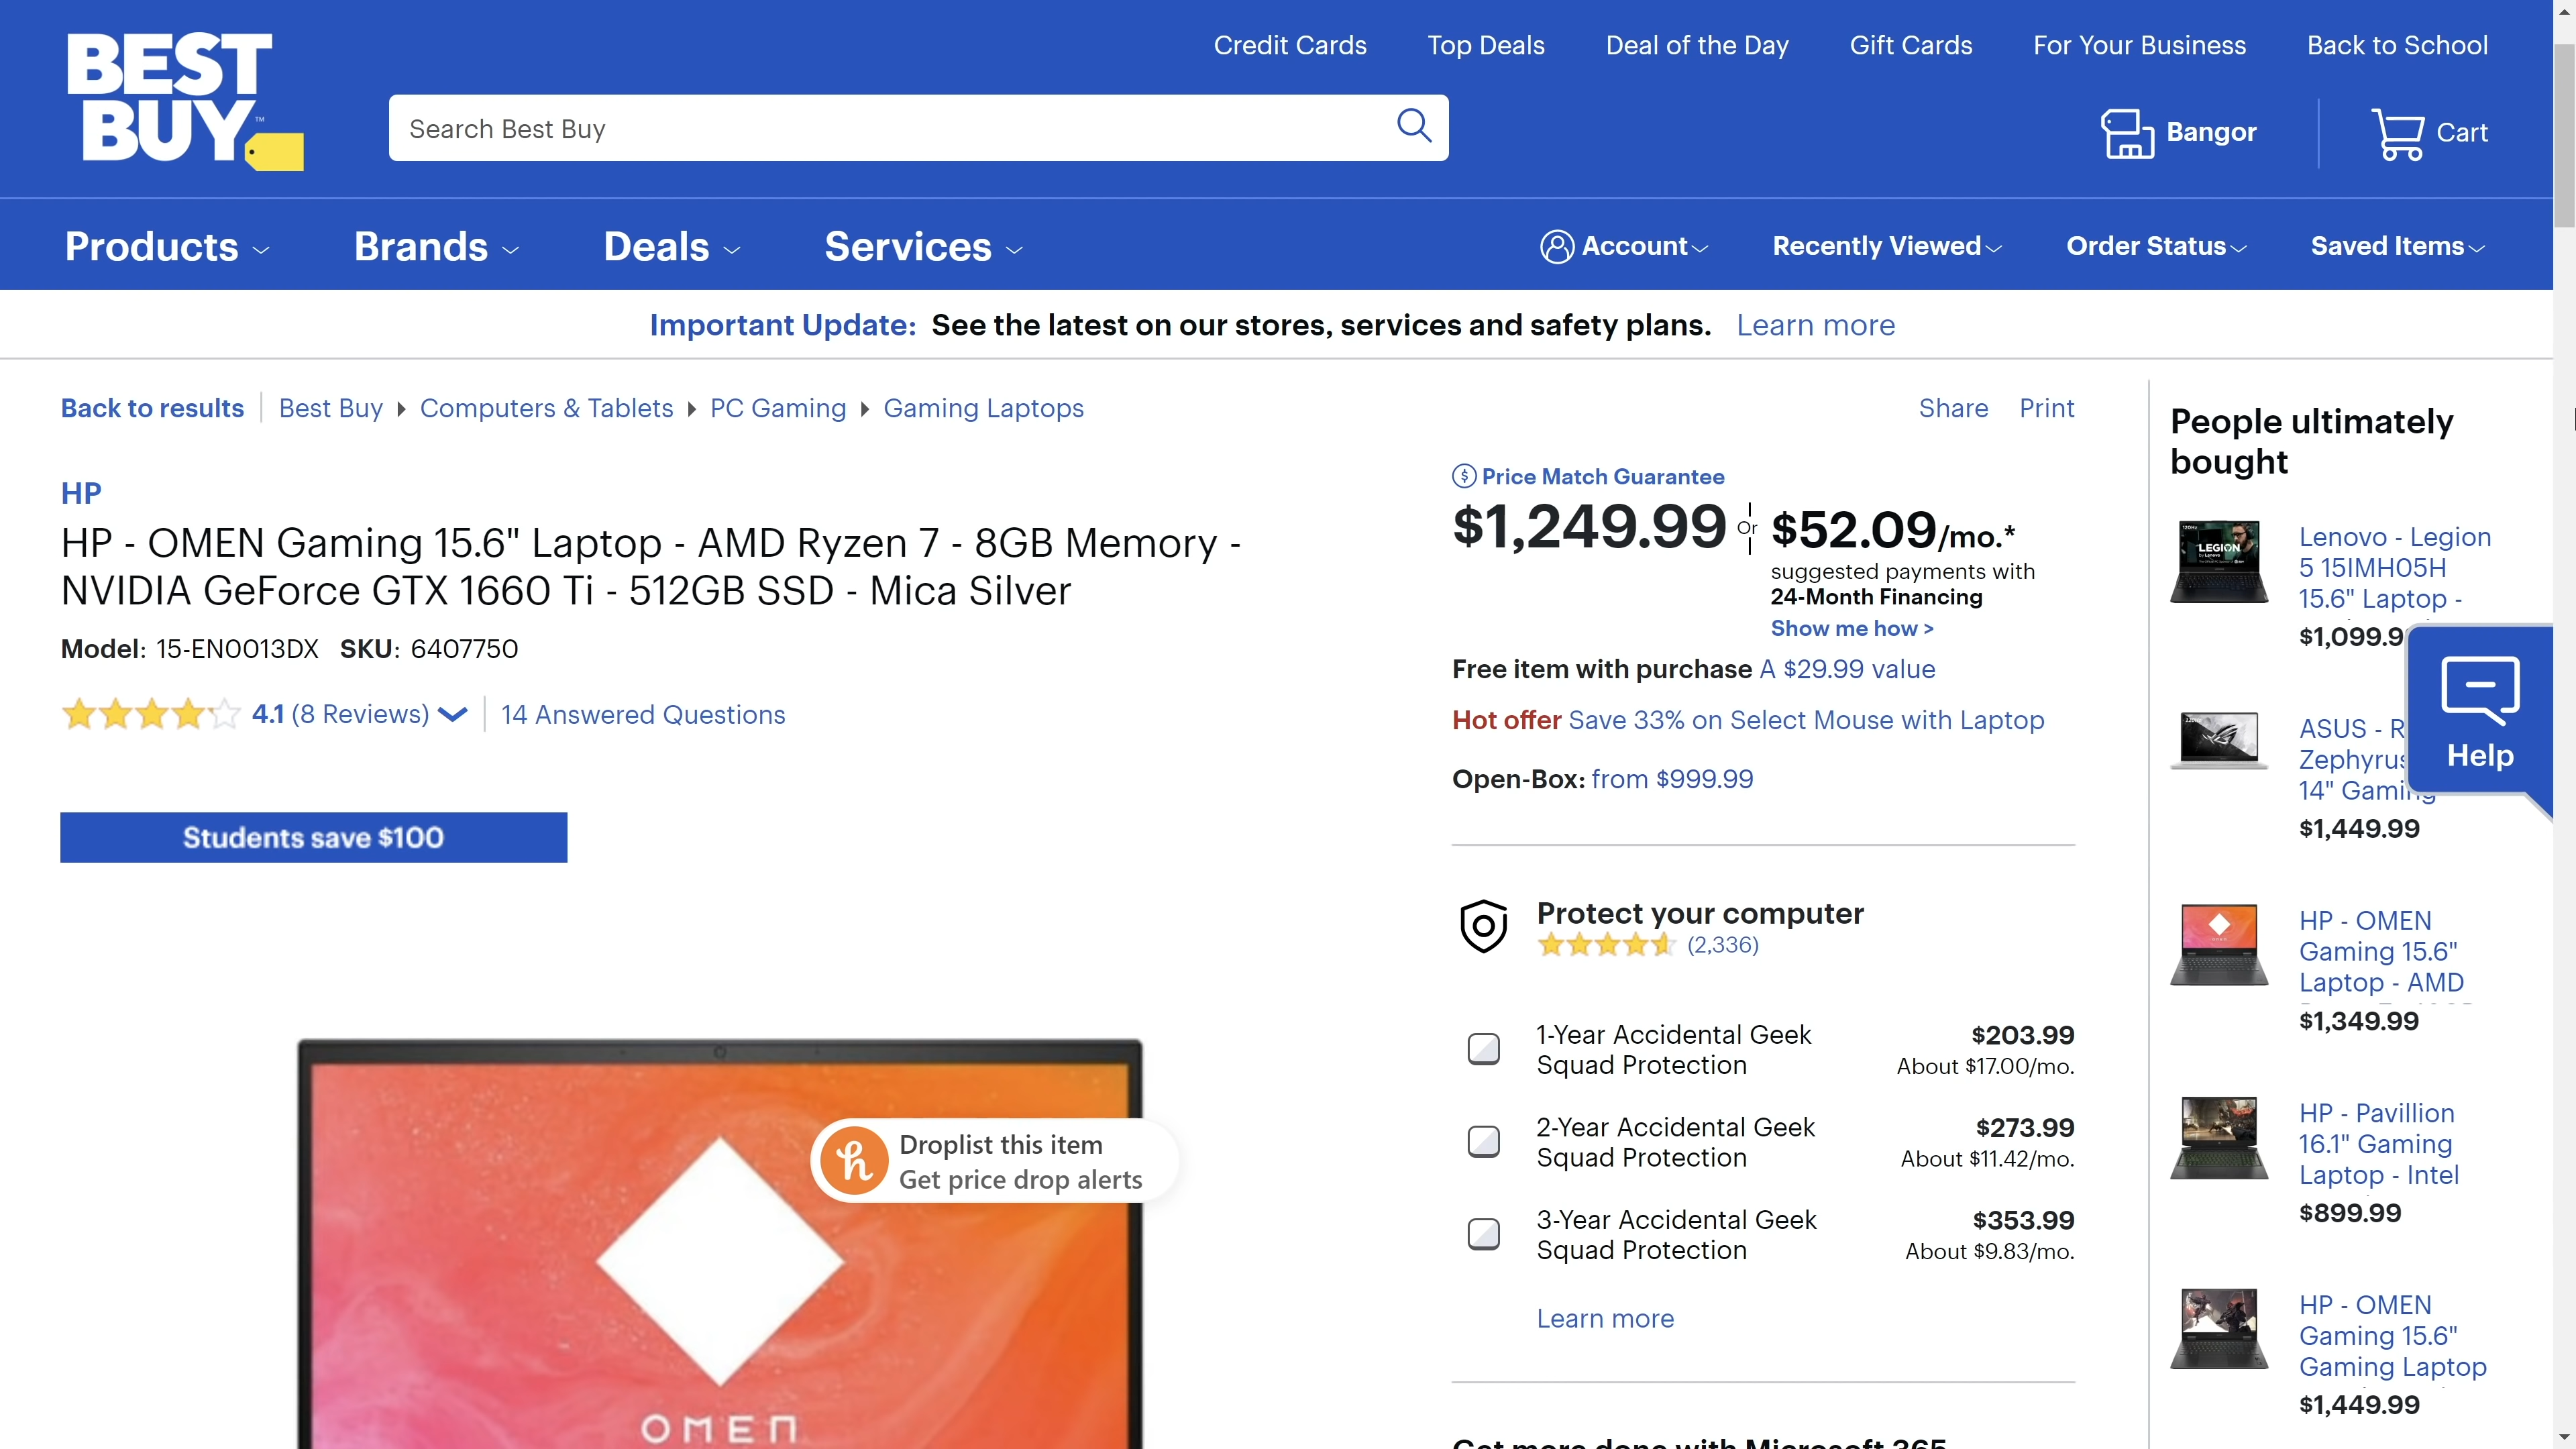 BEST
BUY™
Credit Cards
Top Deals
Deal of the Day
Gift Cards
For Your Business
Back to School
Search Best Buy
Bangor
Cart
Products
Brands
Deals
Services
Account
Recently Viewed
Order Status
Saved Items
Important Update: See the latest on our stores, services and safety plans. Learn more
Back to results
Best Buy
Computers & Tablets
PC Gaming
Gaming Laptops
Share
Print
HP
HP - OMEN Gaming 15.6" Laptop - AMD Ryzen 7 - 8GB Memory -
NVIDIA GeForce GTX 1660 Ti - 512GB SSD - Mica Silver
Model: 15-EN0013DX SKU: 6407750
4.1 (8 Reviews)
14 Answered Questions
Students save $100
OMEN
h
Droplist this item
Get price drop alerts
Price Match Guarantee
$1,249.99
Or
$52.09/mo.*
suggested payments with
24-Month Financing
Show me how >
Free item with purchase A $29.99 value
Hot offer Save 33% on Select Mouse with Laptop
Open-Box: from $999.99
Protect your computer
(2,336)
1-Year Accidental Geek
Squad Protection
$203.99
About $17.00/mo.
2-Year Accidental Geek
Squad Protection
$273.99
About $11.42/mo.
3-Year Accidental Geek
Squad Protection
$353.99
About $9.83/mo.
Learn more
Get more done with Microsoft 365
People ultimately
bought
LEGION
Lenovo - Legion
5 15IMH05H
15.6" Laptop -
$1,099.9
ASUS - R
Zephyrus
14" Gaming
$1,449.99
HP - OMEN
Gaming 15.6"
Laptop - AMD
$1,349.99
HP - Pavillion
16.1" Gaming
Laptop - Intel
$899.99
HP - OMEN
Gaming 15.6"
Gaming Laptop
$1,449.99
Help